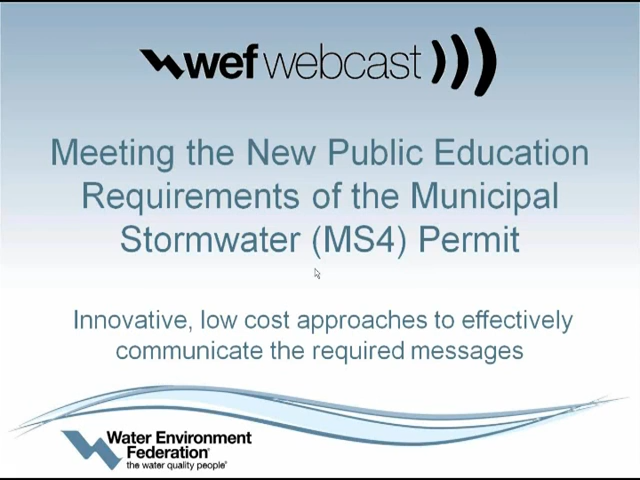 wef webcast
Meeting the New Public Education
Requirements of the Municipal
Stormwater (MS4) Permit
Innovative, low cost approaches to effectively
communicate the required messages
Water Environment
Federation®
the water quality people®